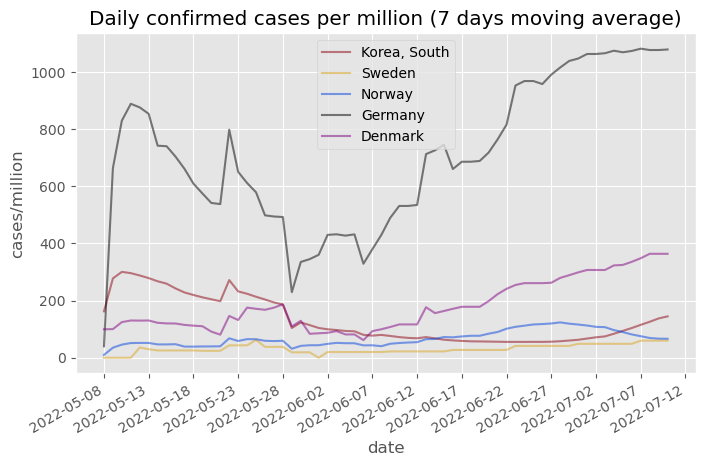 Daily confirmed cases per million (7 days moving average)
Korea, South
Sweden
Norway
Germany
Denmark
cases/million
1000
800
600
400
200
0
2022-05-08
2022-05-13
2022-05-18
2022-05-23
2022-05-28
2022-06-02
2022-06-07
2022-06-12
2022-06-17
2022-06-22
2022-06-27
2022-07-02
2022-07-07
2022-07-12
date